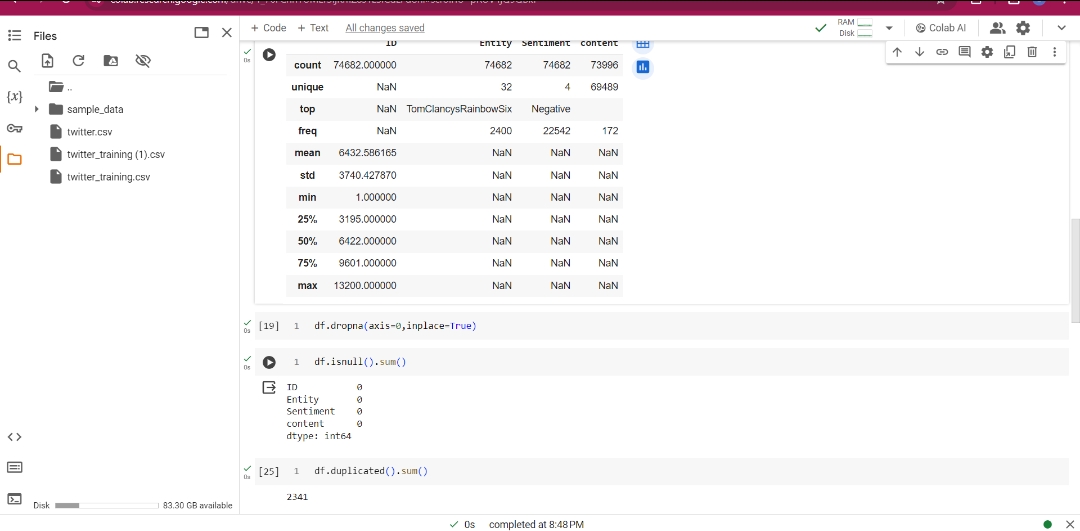 Files
..
sample_data
twitter.csv
twitter_training (1).csv
twitter_training.csv
{x}
Disk 83.30 GB available
+ Code + Text All changes saved
RAM
Disk
Colab AI
ID Entity Sentiment content
count 74682.000000 74682 74682 73996
unique NaN 32 4 69489
top NaN TomClancysRainbowSix Negative
freq NaN 2400 22542 172
mean 6432.586165 NaN NaN NaN
std 3740.427870 NaN NaN NaN
min 1.000000 NaN NaN NaN
25% 3195.000000 NaN NaN NaN
50% 6422.000000 NaN NaN NaN
75% 9601.000000 NaN NaN NaN
max 13200.000000 NaN NaN NaN
0s
[19] 1 df.dropna(axis=0,inplace=True)
0s
1 df.isnull().sum()
0s
ID 0
Entity 0
Sentiment 0
content 0
dtype: int64
[25] 1 df.duplicated().sum()
0s
2341
0s completed at 8:48 PM